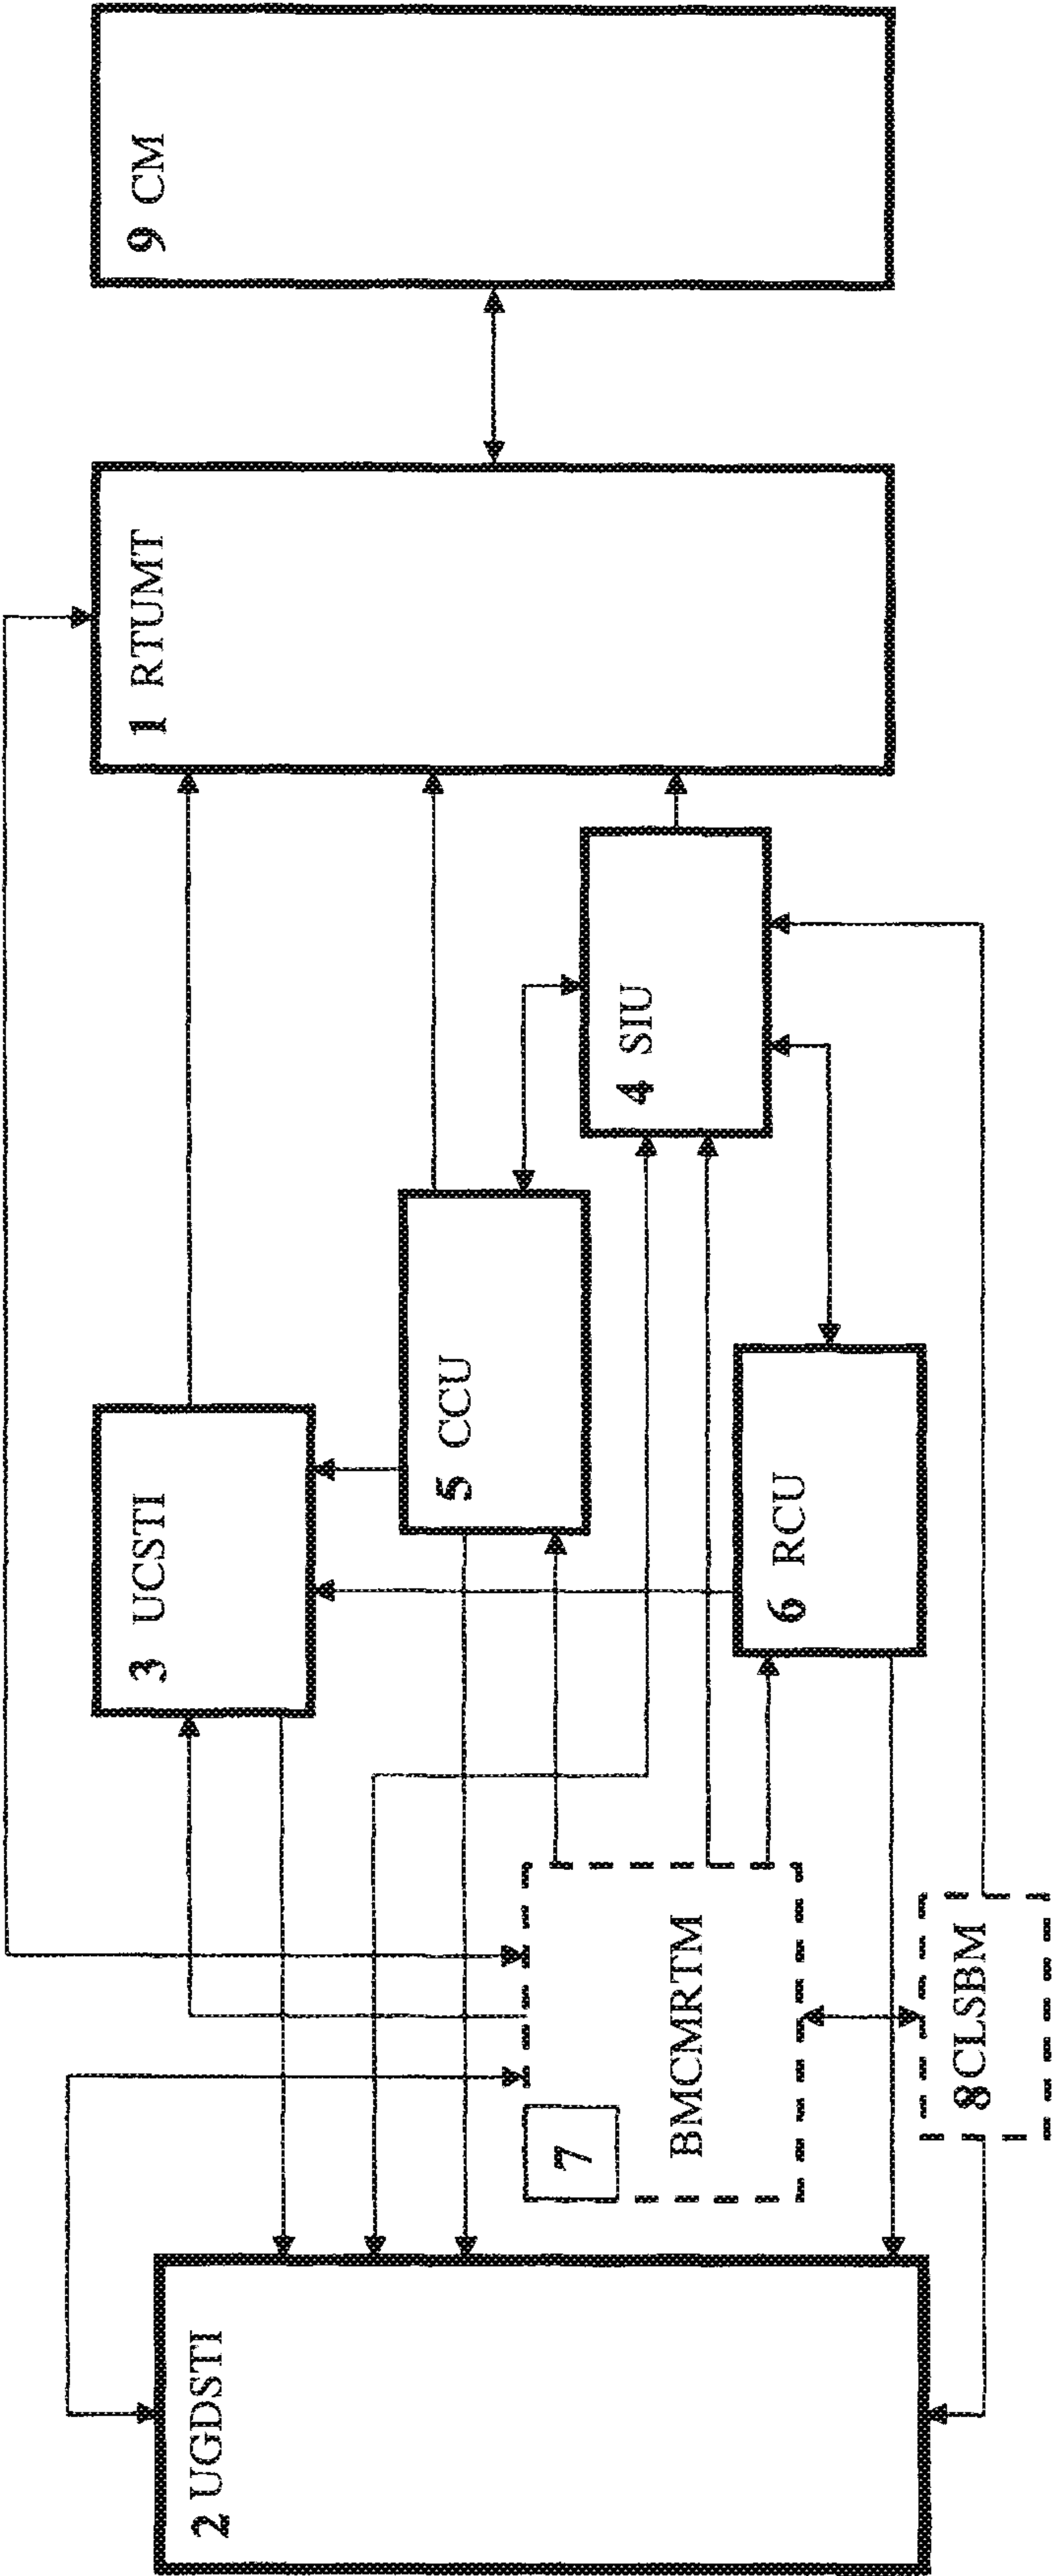 2 UGDSTI
3 UCSTI
1 RTUMT
9 CM
5 CCU
4 SIU
7
BMCMRTM
6 RCU
8 CLSBM